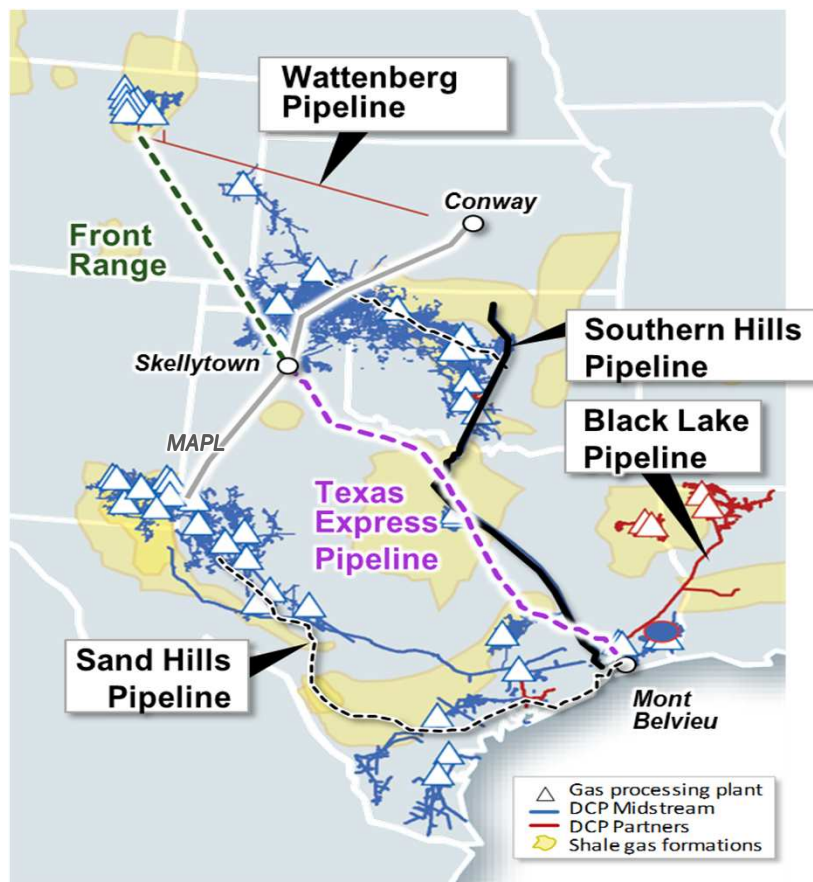 Wattenberg
Pipeline
Conway
Front
Range
Southern Hills
Pipeline
Skellytown
Black Lake
Pipeline
MAPL
Texas
Express
Pipeline
Sand Hills
Pipeline
Mont
Belvieu
Gas processing plant
DCP Midstream
DCP Partners
Shale gas formations